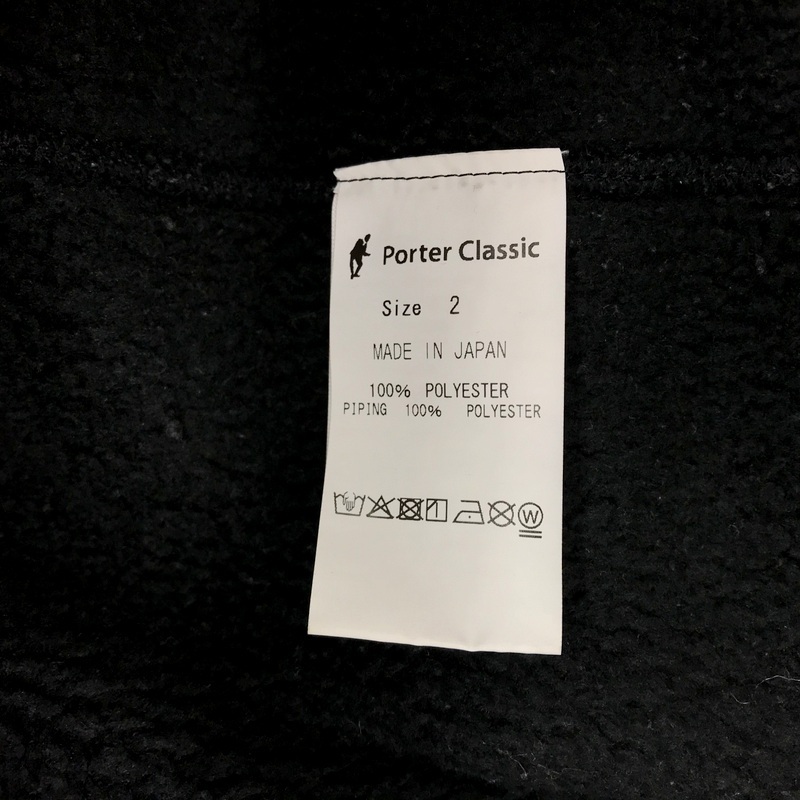 Porter Classic
Size 2
MADE IN JAPAN
100% POLYESTER
PIPING 100% POLYESTER
W